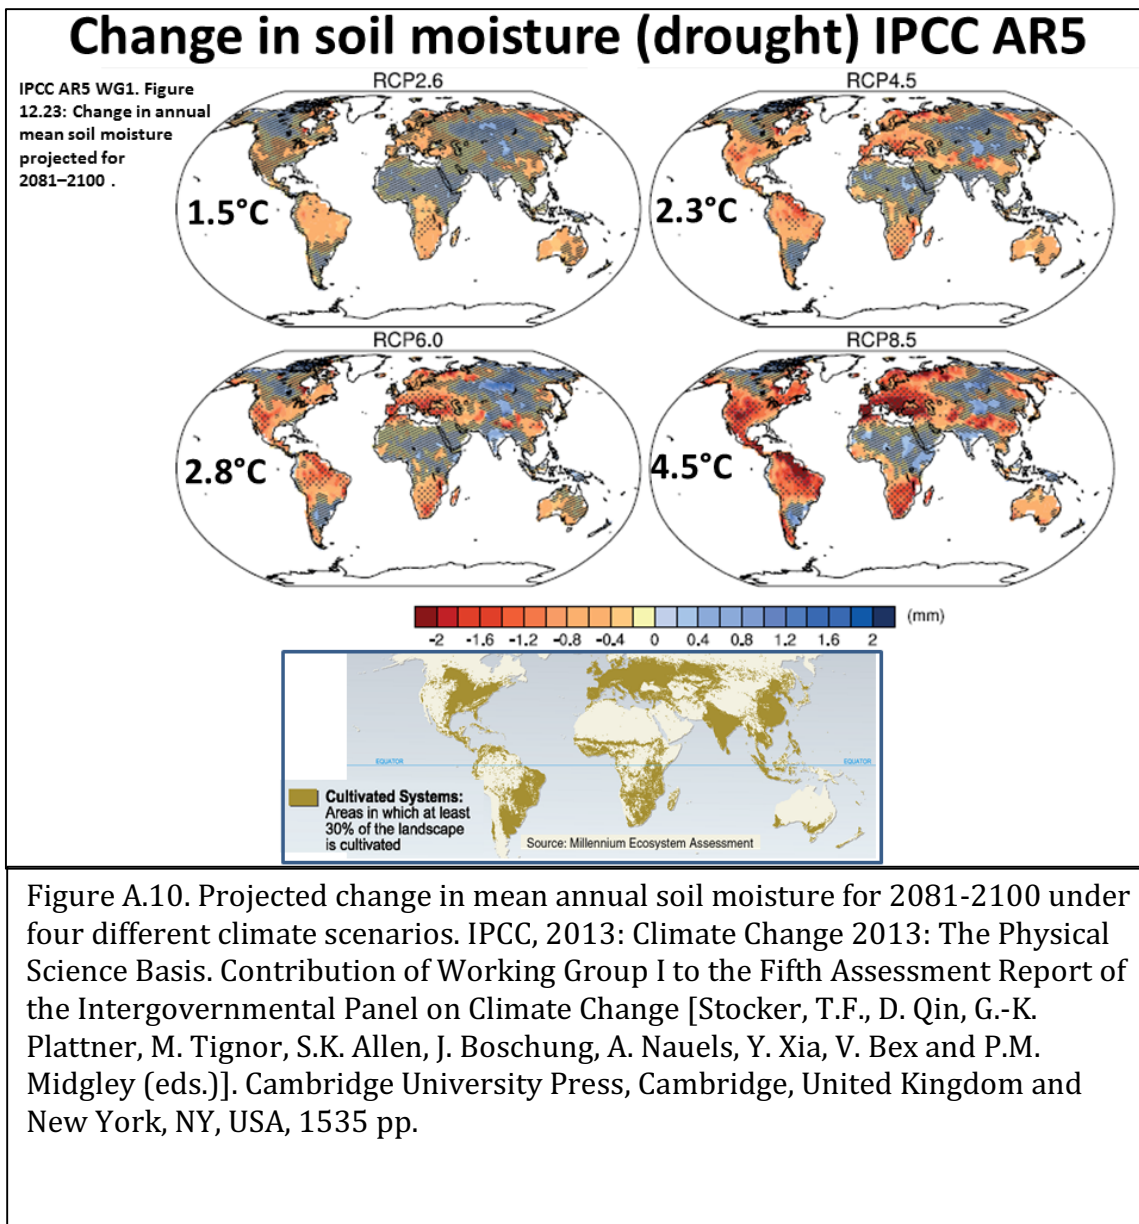 Change in soil moisture (drought) IPCC AR5
IPCC AR5 WG1. Figure
12.23: Change in annual
mean soil moisture
projected for
2081–2100 .
RCP2.6
RCP4.5
1.5°C
2.3°C
RCP6.0
RCP8.5
2.8°C
4.5°C
(mm)
-2 -1.6 -1.2 -0.8 -0.4 0 0.4 0.8 1.2 1.6 2
EQUATOR EQUATOR
Cultivated Systems:
Areas in which at least
30% of the landscape
is cultivated
Source: Millennium Ecosystem Assessment
Figure A.10. Projected change in mean annual soil moisture for 2081-2100 under
four different climate scenarios. IPCC, 2013: Climate Change 2013: The Physical
Science Basis. Contribution of Working Group I to the Fifth Assessment Report of
the Intergovernmental Panel on Climate Change [Stocker, T.F., D. Qin, G.-K.
Plattner, M. Tignor, S.K. Allen, J. Boschung, A. Nauels, Y. Xia, V. Bex and P.M.
Midgley (eds.)]. Cambridge University Press, Cambridge, United Kingdom and
New York, NY, USA, 1535 pp.